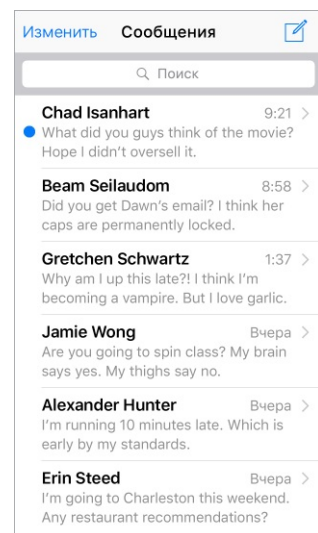 Изменить Сообщения
Поиск
Chad Isanhart 9:21
What did you guys think of the movie?
Hope I didn't oversell it.
Beam Seilaudom 8:58
Did you get Dawn's email? I think her
caps are permanently locked.
Gretchen Schwartz 1:37
Why am I up this late?! I think I'm
becoming a vampire. But I love garlic.
Jamie Wong Вчера
Are you going to spin class? My brain
says yes. My thighs say no.
Alexander Hunter Вчера
I'm running 10 minutes late. Which is
early by my standards.
Erin Steed Вчера
I'm going to Charleston this weekend.
Any restaurant recommendations?